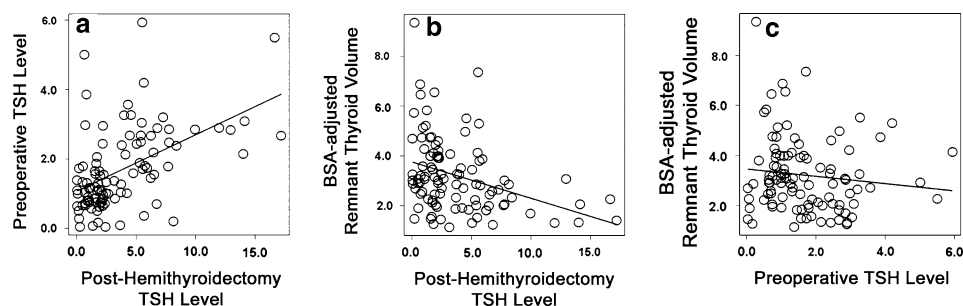 a
Preoperative TSH Level
6.0
4.0
2.0
0.0
0.0 5.0 10.0 15.0
Post-Hemithyroidectomy
TSH Level
b
BSA-adjusted
Remnant Thyroid Volume
8.0
6.0
4.0
2.0
0.0 5.0 10.0 15.0
Post-Hemithyroidectomy
TSH Level
c
BSA-adjusted
Remnant Thyroid Volume
8.0
6.0
4.0
2.0
0.0 2.0 4.0 6.0
Preoperative TSH Level